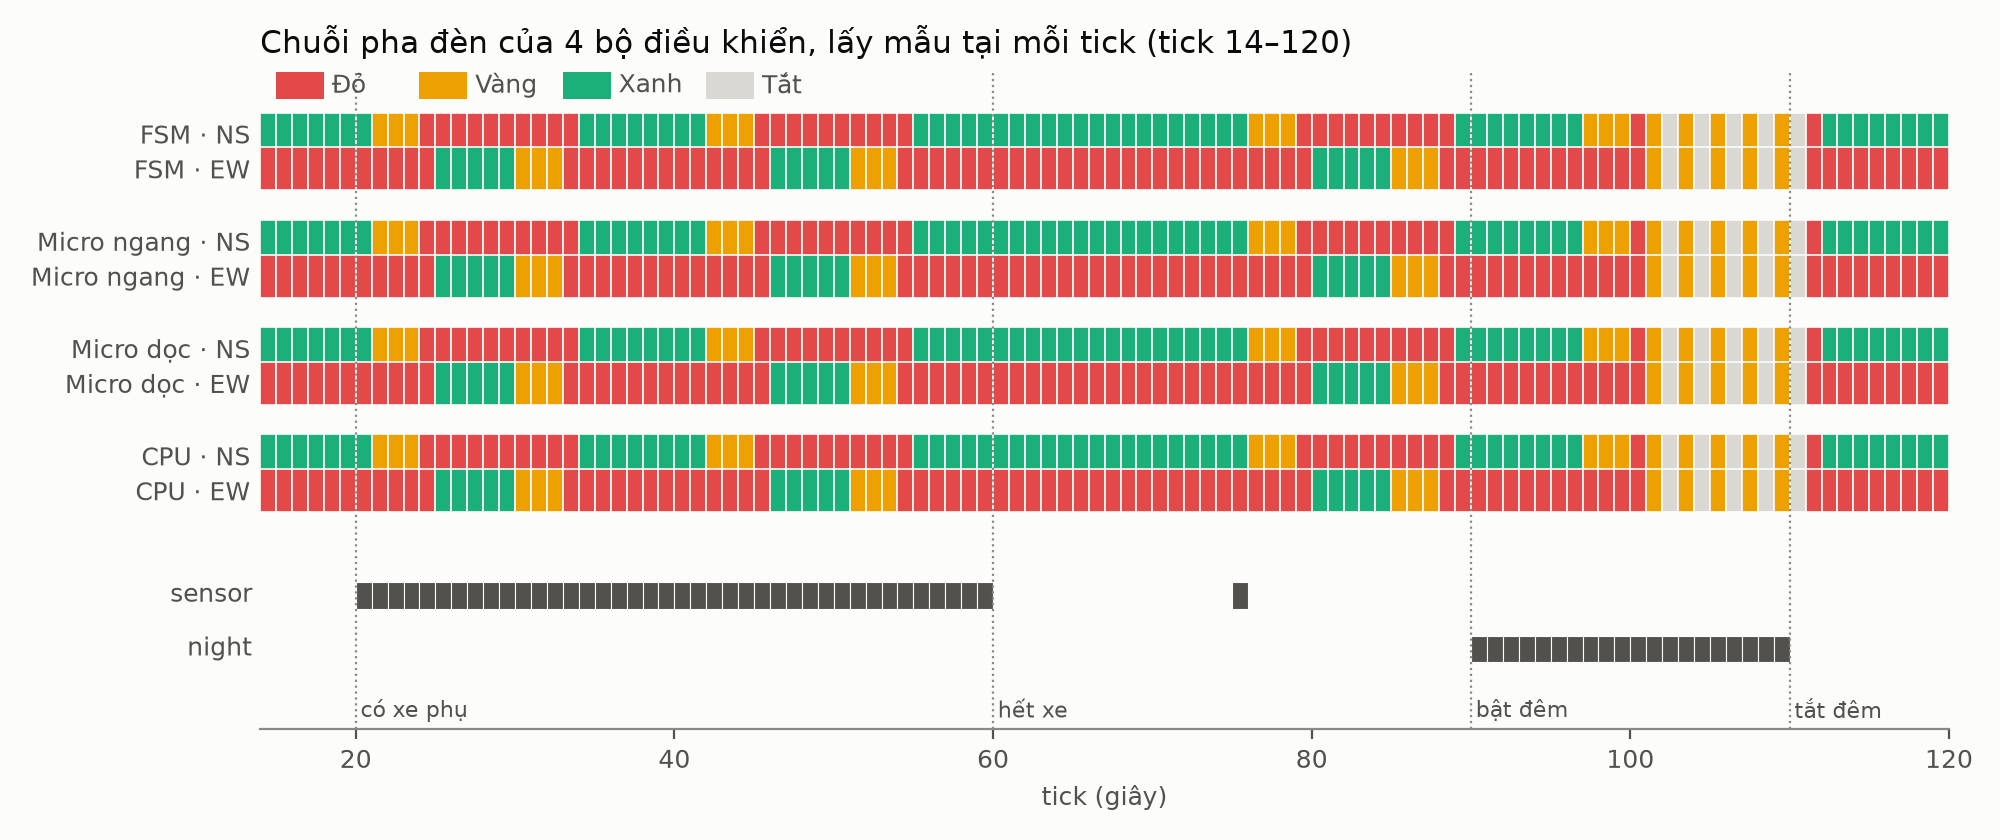 Chuỗi pha đèn của 4 bộ điều khiển, lấy mẫu tại mỗi tick (tick 14–120)
Đỏ Vàng Xanh Tắt
FSM · NS
FSM · EW
Micro ngang · NS
Micro ngang · EW
Micro dọc · NS
Micro dọc · EW
CPU · NS
CPU · EW
sensor
night
có xe phụ hết xe bật đêm tắt đêm
20 40 60 80 100 120
tick (giây)